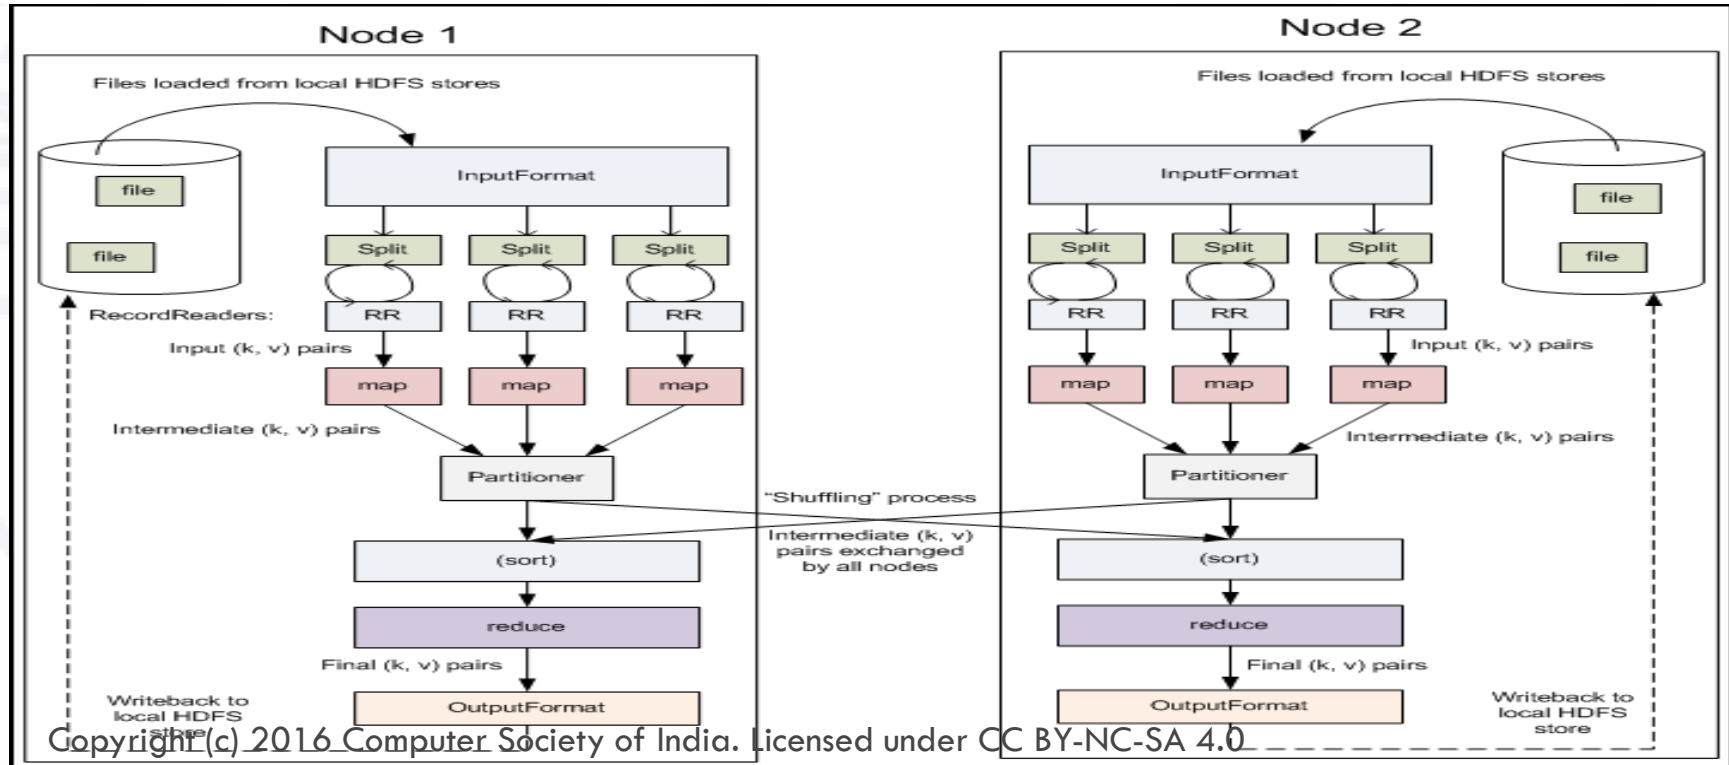 Node 1
Files loaded from local HDFS stores
file
file
InputFormat
Split Split Split
RecordReaders: RR RR RR
Input (k, v) pairs
map map map
Intermediate (k, v) pairs
Partitioner
(sort)
reduce
Final (k, v) pairs
OutputFormat
Writeback to
local HDFS
store
"Shuffling" process
Intermediate (k, v)
pairs exchanged
by all nodes
Node 2
Files loaded from local HDFS stores
file
file
InputFormat
Split Split Split
RR RR RR
Input (k, v) pairs
map map map
Intermediate (k, v) pairs
Partitioner
(sort)
reduce
Final (k, v) pairs
OutputFormat
Writeback to
local HDFS
store
Copyright (c) 2016 Computer Society of India. Licensed under CC BY-NC-SA 4.0